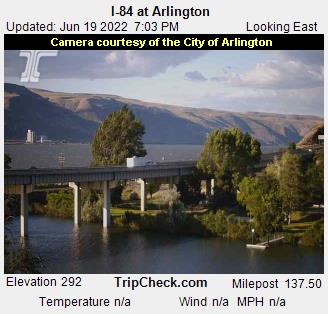 I-84 at Arlington
Updated: Jun 19 2022 7:03 PM Looking East
Camera courtesy of the City of Arlington
Elevation 292 TripCheck.com Milepost 137.50
Temperature n/a Wind n/a MPH n/a